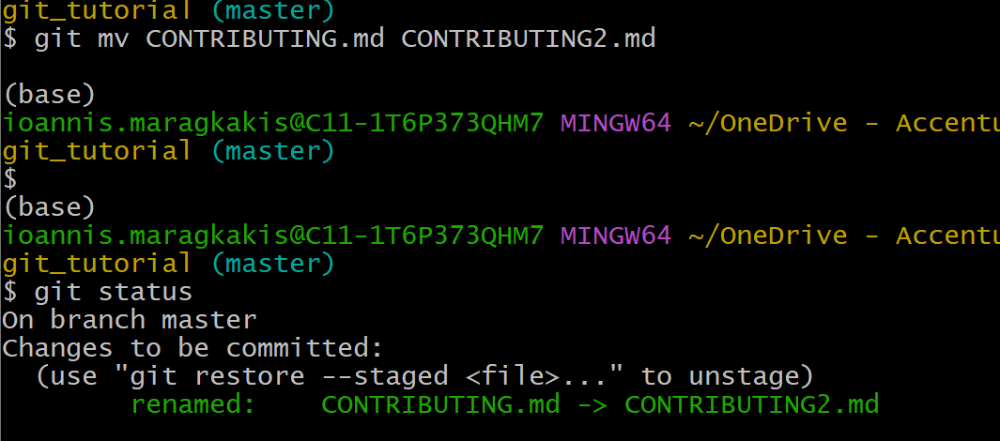 git_tutorial (master)
$ git mv CONTRIBUTING.md CONTRIBUTING2.md
(base)
ioannis.maragkakis@C11-1T6P373QHM7 MINGW64 ~/OneDrive - Accentu
git_tutorial (master)
$
(base)
ioannis.maragkakis@C11-1T6P373QHM7 MINGW64 ~/OneDrive - Accentu
git_tutorial (master)
$ git status
On branch master
Changes to be committed:
  (use "git restore --staged <file>..." to unstage)
        renamed:    CONTRIBUTING.md -> CONTRIBUTING2.md